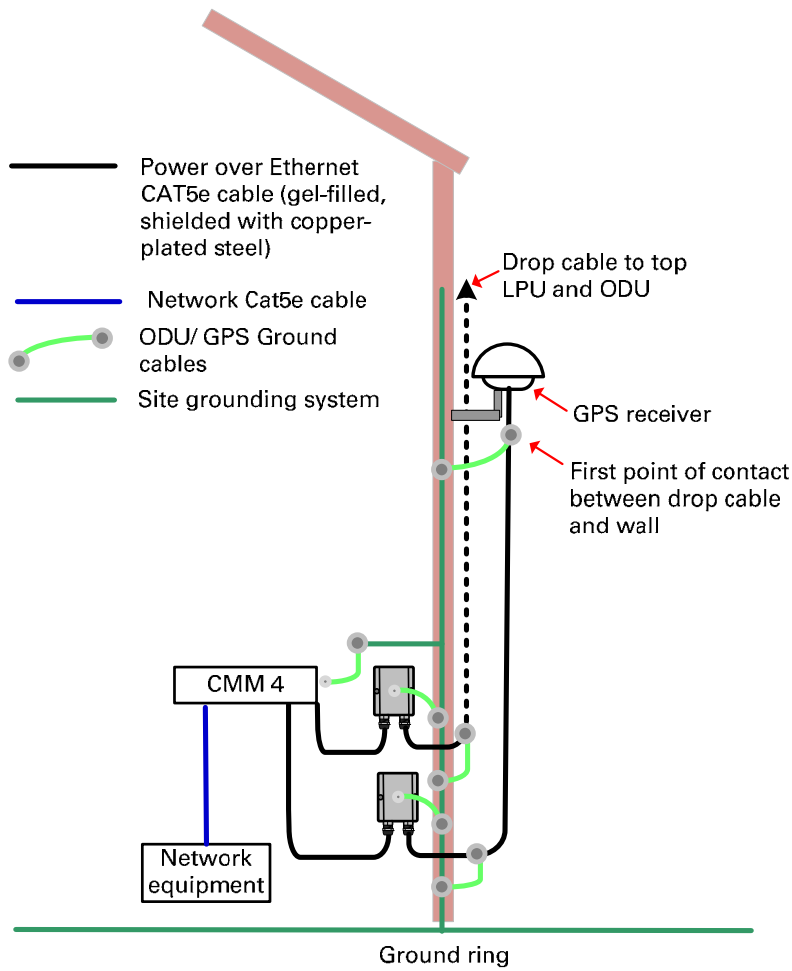 Power over Ethernet
CAT5e cable (gel-filled,
shielded with copper-
plated steel)
Network Cat5e cable
ODU/ GPS Ground
cables
Site grounding system
Drop cable to top
LPU and ODU
GPS receiver
First point of contact
between drop cable
and wall
CMM 4
Network
equipment
Ground ring